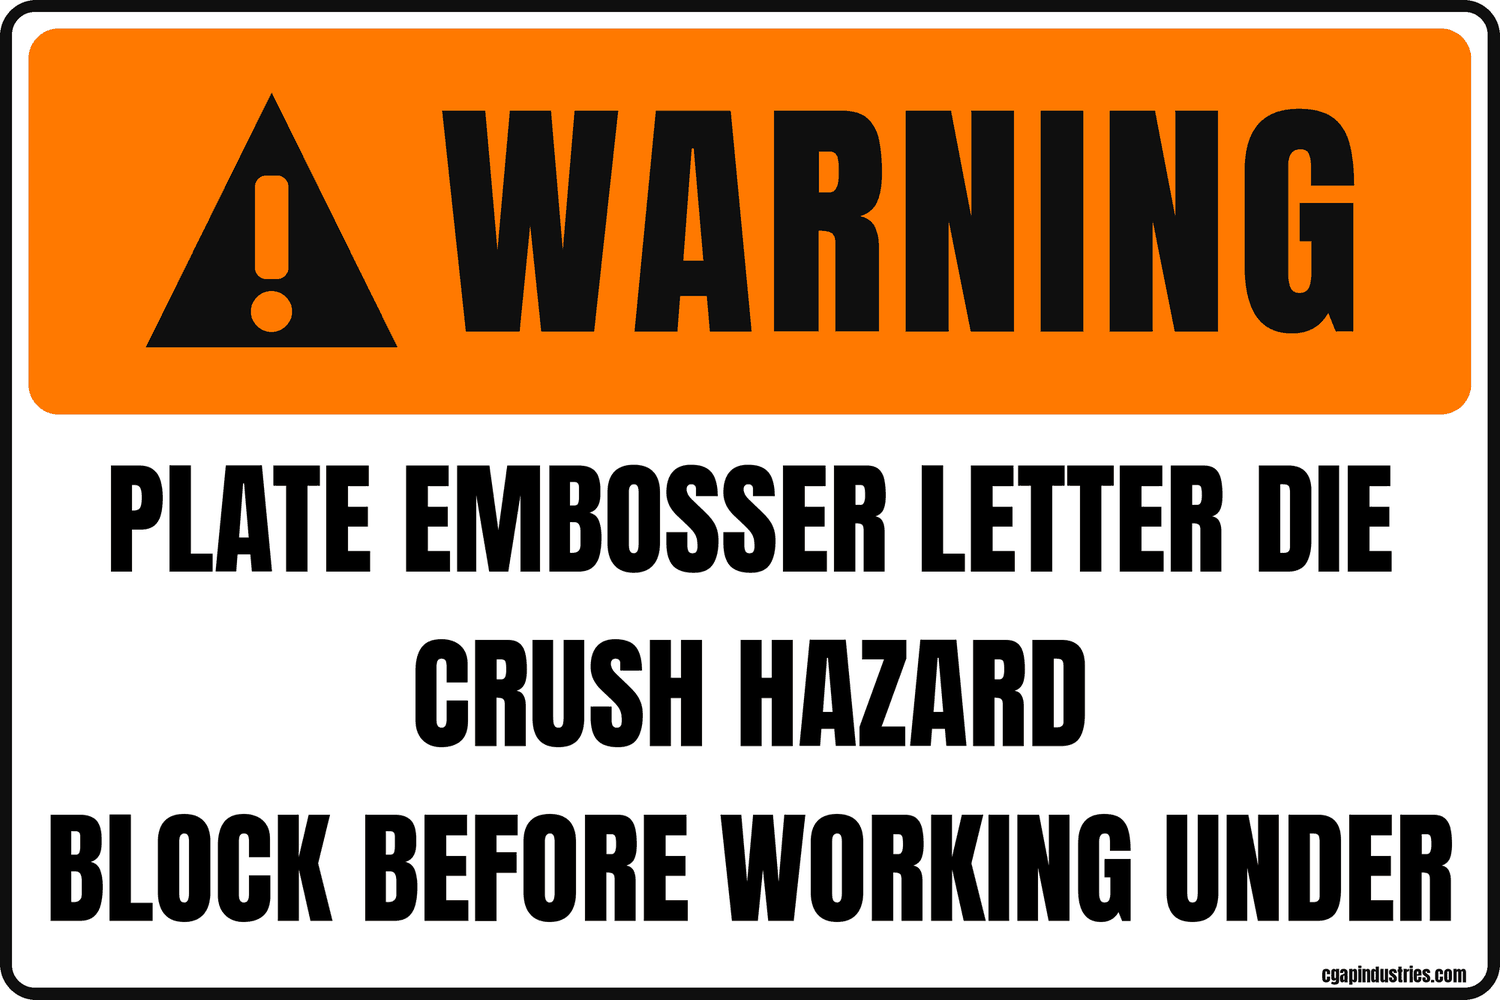 WARNING
PLATE EMBOSSER LETTER DIE
CRUSH HAZARD
BLOCK BEFORE WORKING UNDER
cgapindustries.com